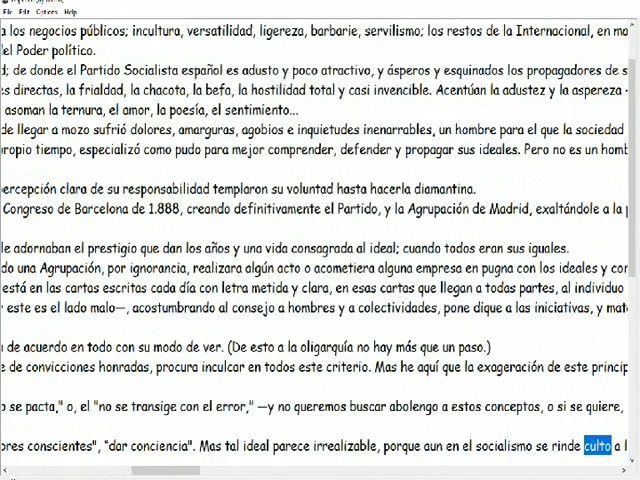 File Edit Options Help
a los negocios públicos; incultura, versatilidad, ligereza, barbarie, servilismo; los restos de la Internacional, en ma
el Poder político.
d; de donde el Partido Socialista español es adusto y poco atractivo, y ásperos y esquinados los propagadores de s
es directas, la frialdad, la chacota, la befa, la hostilidad total y casi invencible. Acentúan la adustez y la aspereza
asoman la ternura, el amor, la poesía, el sentimiento...
de llegar a mozo sufrió dolores, amarguras, agobios e inquietudes inenarrables, un hombre para el que la sociedad
ropio tiempo, especializó como pudo para mejor comprender, defender y propagar sus ideales. Pero no es un homb
ercepción clara de su responsabilidad templaron su voluntad hasta hacerla diamantina.
Congreso de Barcelona de 1.888, creando definitivamente el Partido, y la Agrupación de Madrid, exaltándole a la p
le adornaban el prestigio que dan los años y una vida consagrada al ideal; cuando todos eran sus iguales.
do una Agrupación, por ignorancia, realizara algún acto o acometiera alguna empresa en pugna con los ideales y con
está en las cartas escritas cada día con letra metida y clara, en esas cartas que llegan a todas partes, al individuo
este es el lado malo—, acostumbrando al consejo a hombres y a colectividades, pone dique a las iniciativas, y mat
de acuerdo en todo con su modo de ver. (De esto a la oligarquía no hay más que un paso.)
e de convicciones honradas, procura inculcar en todos este criterio. Mas he aquí que la exageración de este princip
se pacta," o, el "no se transige con el error," —y no queremos buscar abolengo a estos conceptos, o si se quiere,
ores conscientes", "dar conciencia". Mas tal ideal parece irrealizable, porque aun en el socialismo se rinde culto a l